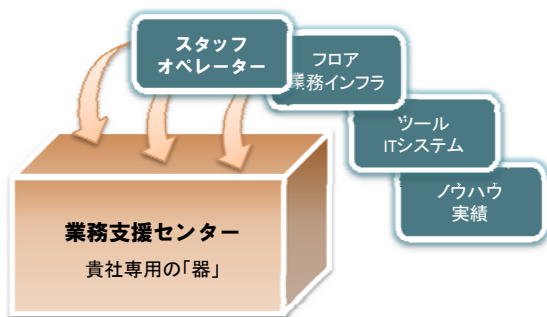 スタッフ
オペレーター
フロア
業務インフラ
ツール
ITシステム
ノウハウ
実績
業務支援センター
貴社専用の「器」